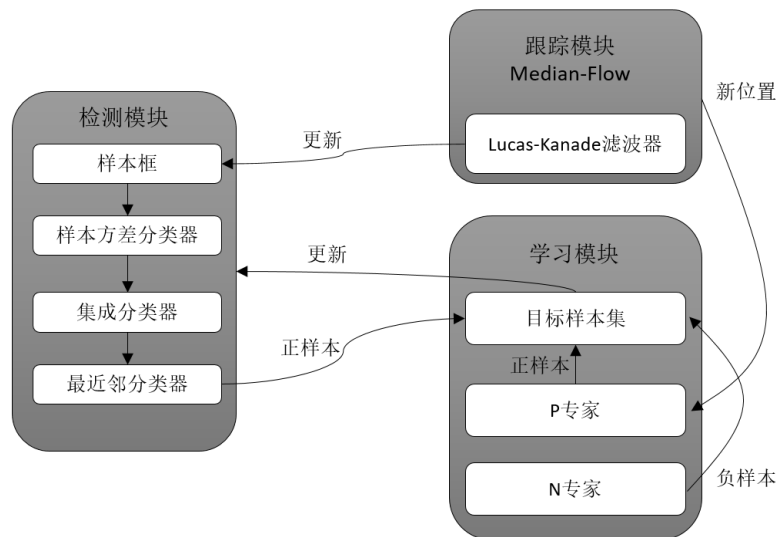 跟踪模块
Median-Flow
Lucas-Kanade滤波器
新位置
检测模块
样本框
样本方差分类器
集成分类器
最近邻分类器
更新
更新
正样本
学习模块
目标样本集
正样本
P专家
N专家
负样本